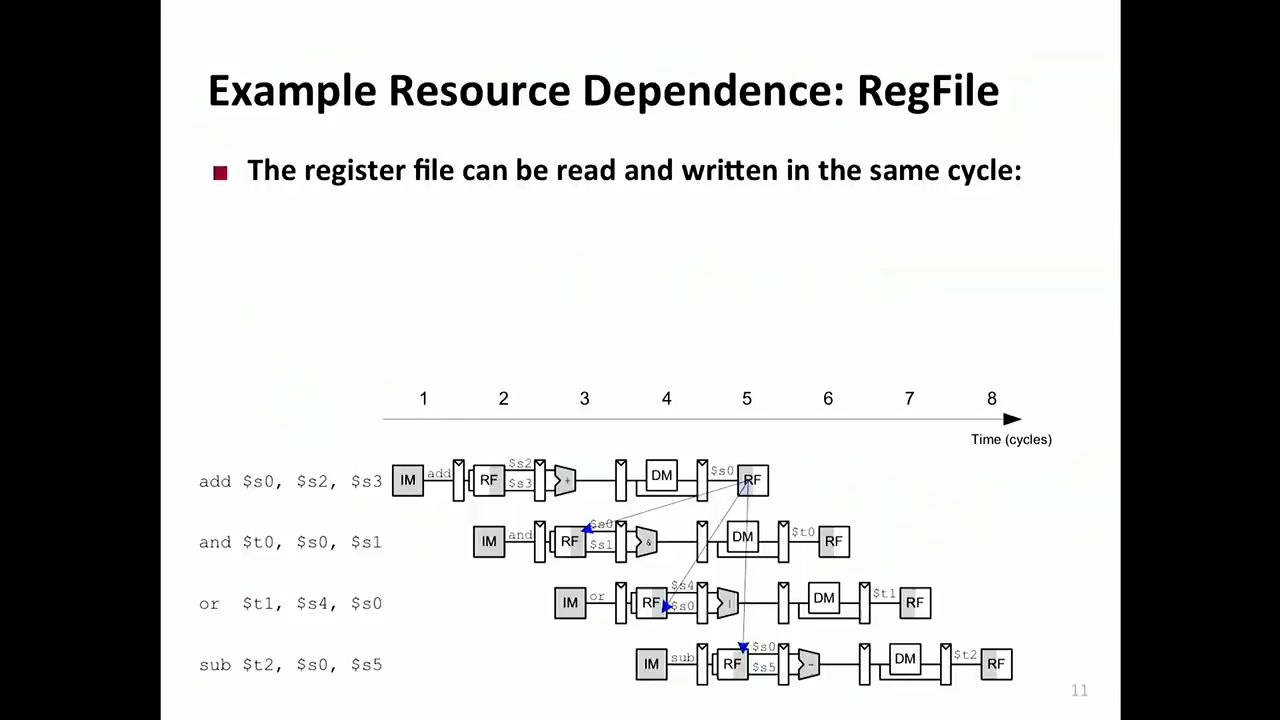 Example Resource Dependence: RegFile
The register file can be read and written in the same cycle:
1 2 3 4 5 6 7 8
Time (cycles)
add $s0, $s2, $s3 IM add RF $s2 $s3 + DM $s0 RF
and $t0, $s0, $s1 IM and RF $s0 $s1 & DM $t0 RF
or $t1, $s4, $s0 IM or RF $s4 $s0 | DM $t1 RF
sub $t2, $s0, $s5 IM sub RF $s0 $s5 - DM $t2 RF
11